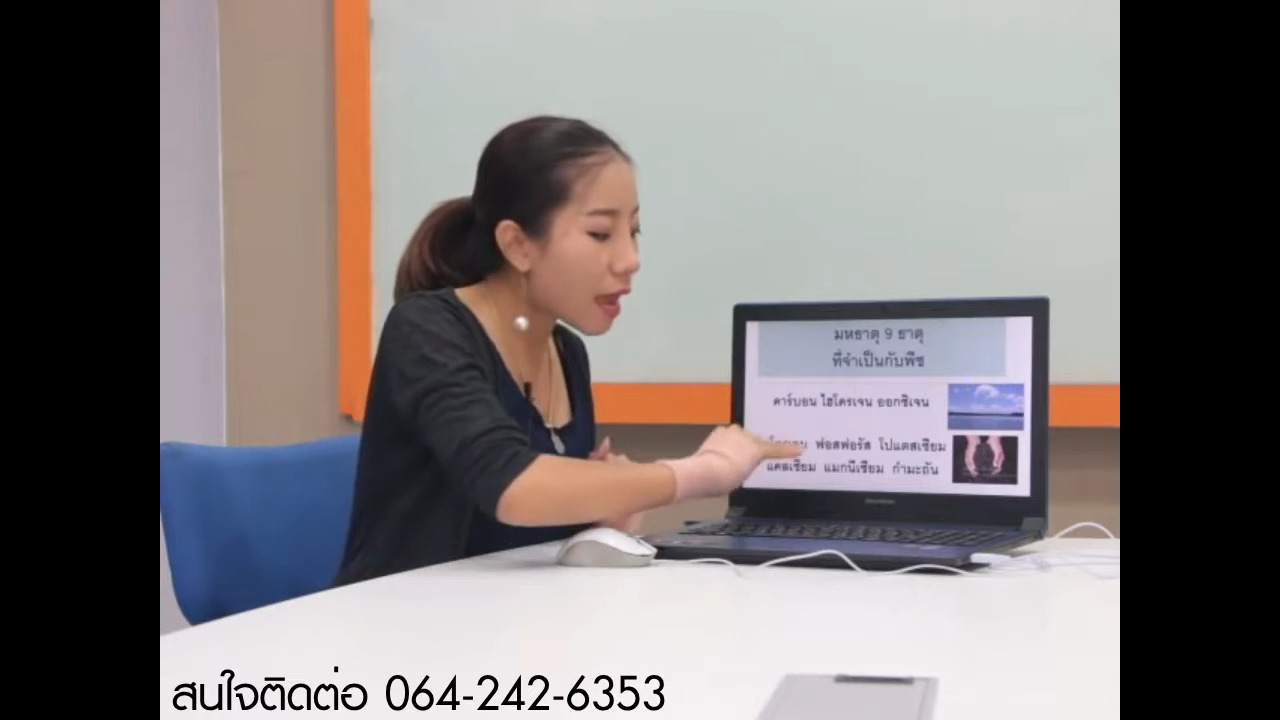 มหธาตุ 9 ธาตุ
ที่จำเป็นกับพืช
คาร์บอน ไฮโดรเจน ออกซิเจน
ฟอสฟอรัส โปแตสเซียม
แคลเซียม แมกนีเซียม กำมะถัน
สนใจติดต่อ 064-242-6353